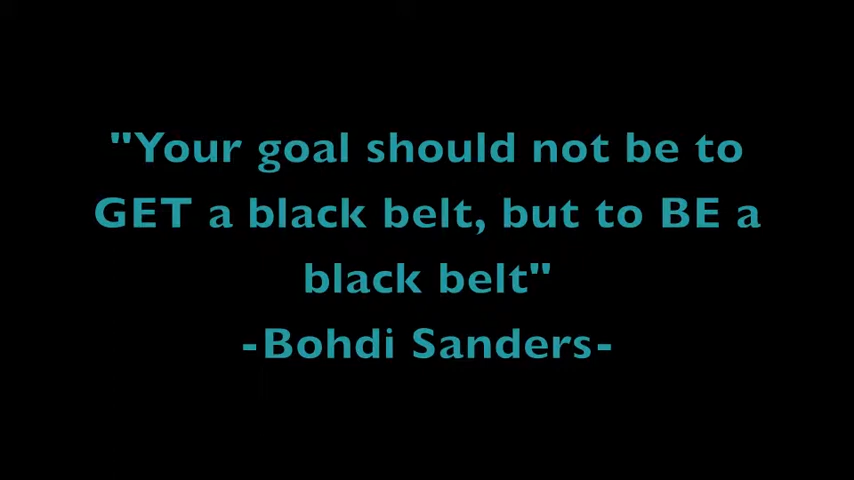 "Your goal should not be to
GET a black belt, but to BE a
black belt"
-Bohdi Sanders-